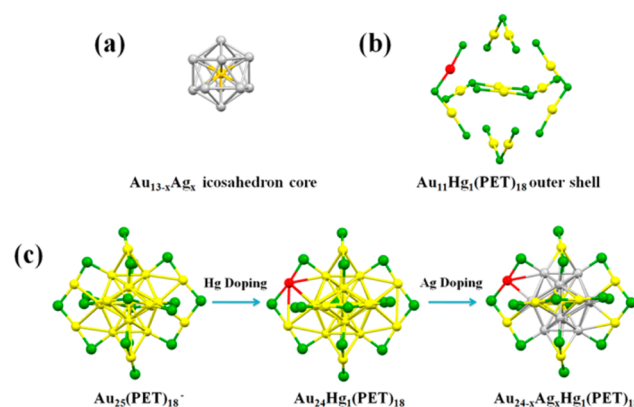 (a)
(b)
Au₁₃₋ₓAgₓ icosahedron core
Au₁₁Hg₁(PET)₁₈ outer shell
(c)
Hg Doping
Ag Doping
Au₂₅(PET)₁₈⁻
Au₂₄Hg₁(PET)₁₈
Au₂₄₋ₓAgₓHg₁(PET)₁